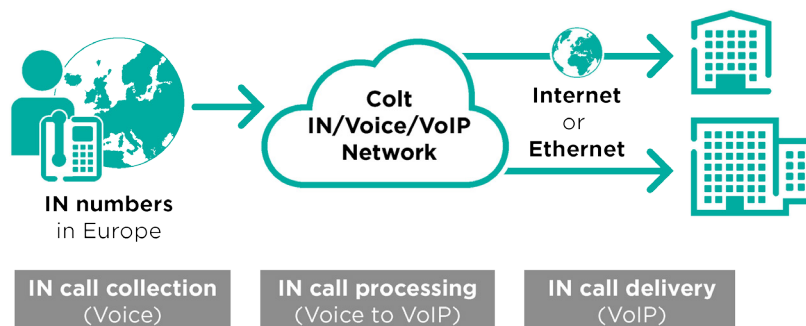 Colt
IN/Voice/VoIP
Network
Internet
or
Ethernet
IN numbers
in Europe
IN call collection
(Voice)
IN call processing
(Voice to VoIP)
IN call delivery
(VoIP)